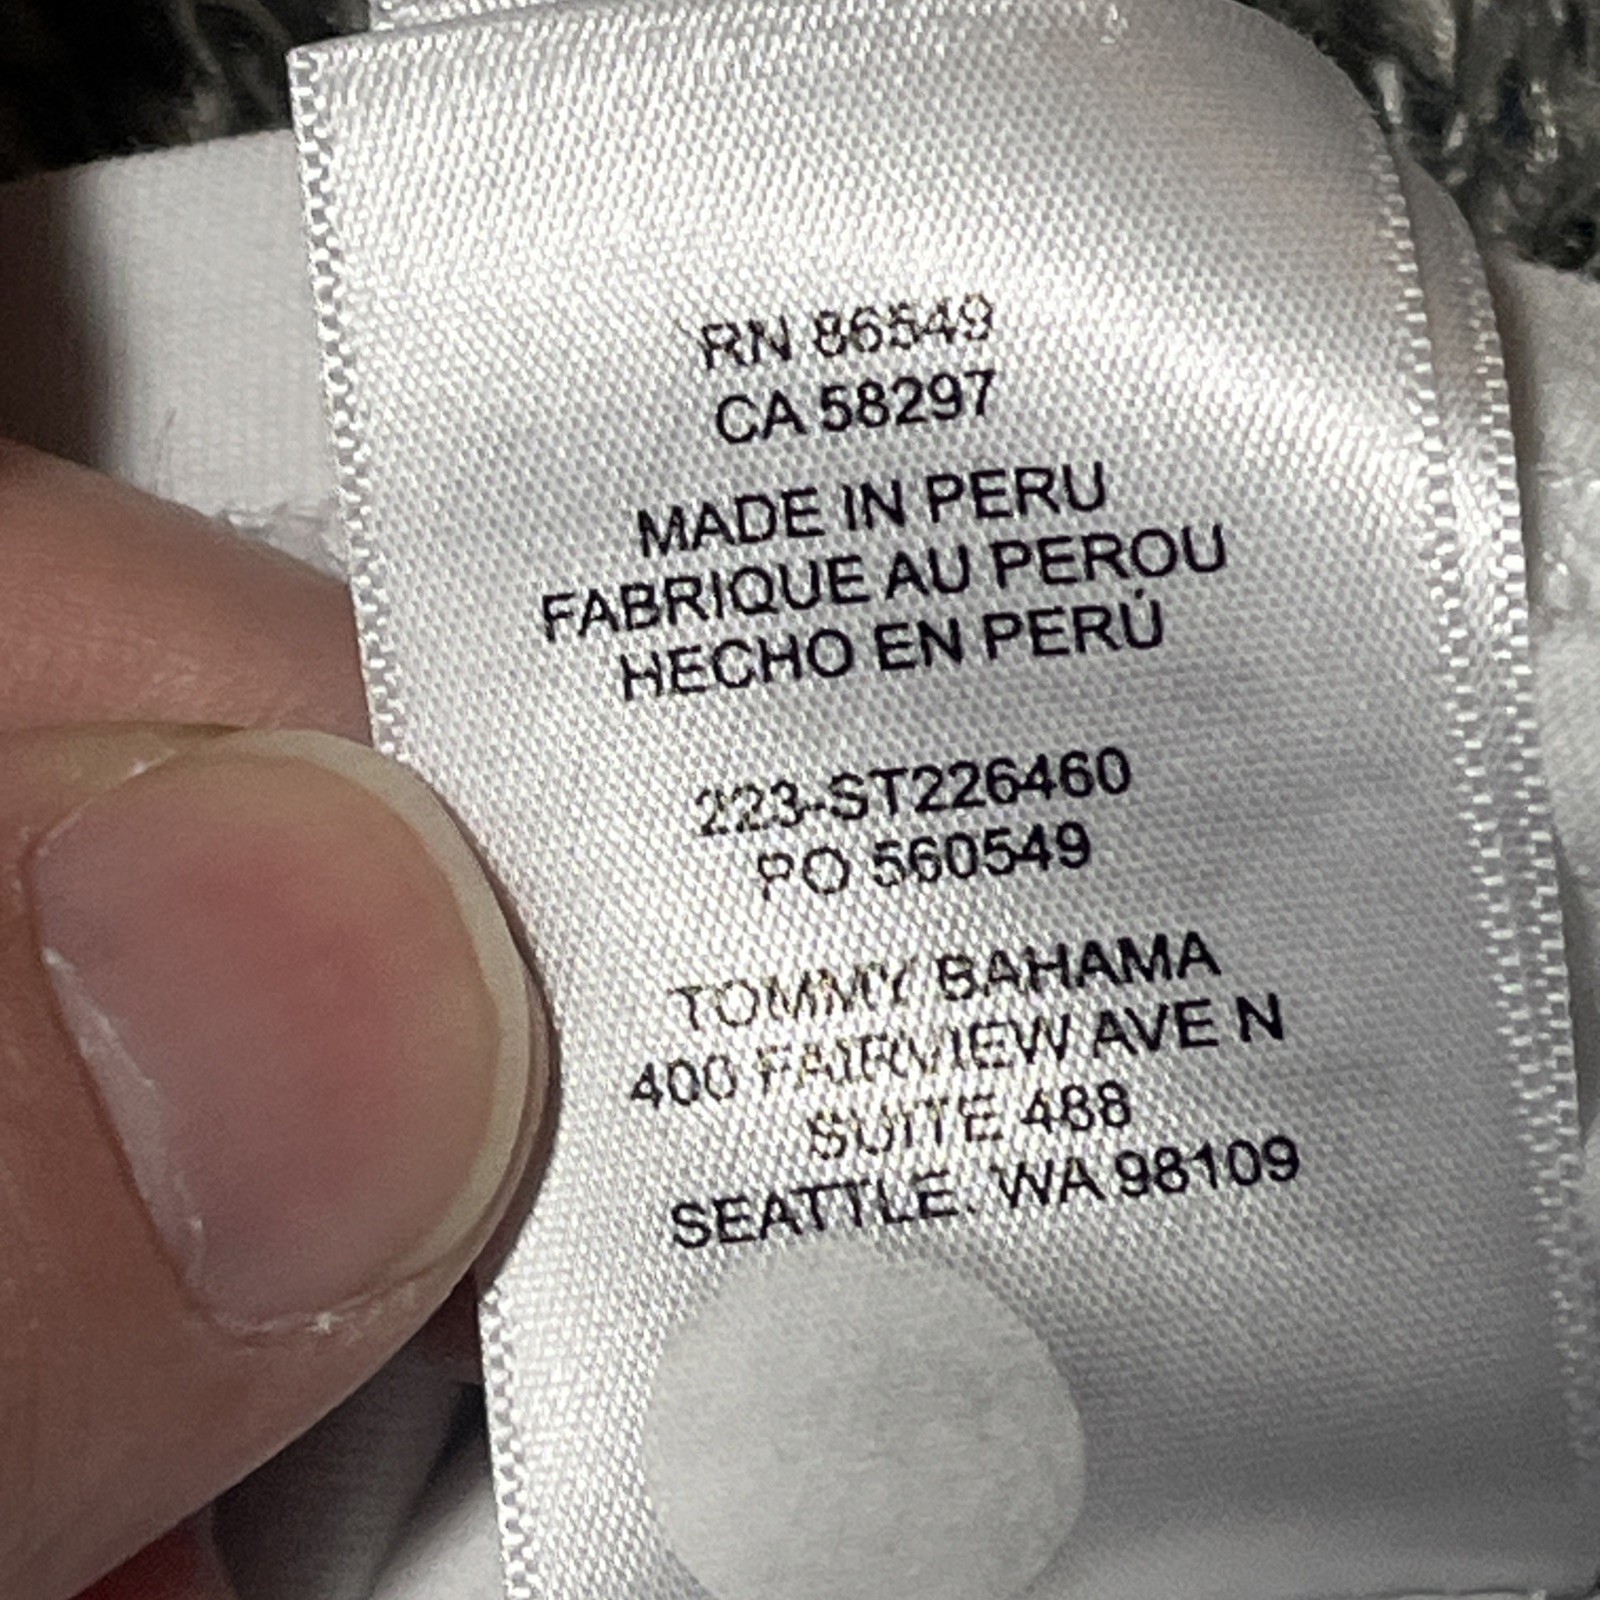 RN 86549
CA 58297
MADE IN PERU
FABRIQUE AU PEROU
HECHO EN PERÚ
223-ST226460
PO 560549
TOMMY BAHAMA
400 FAIRVIEW AVE N
SUITE 488
SEATTLE, WA 98109